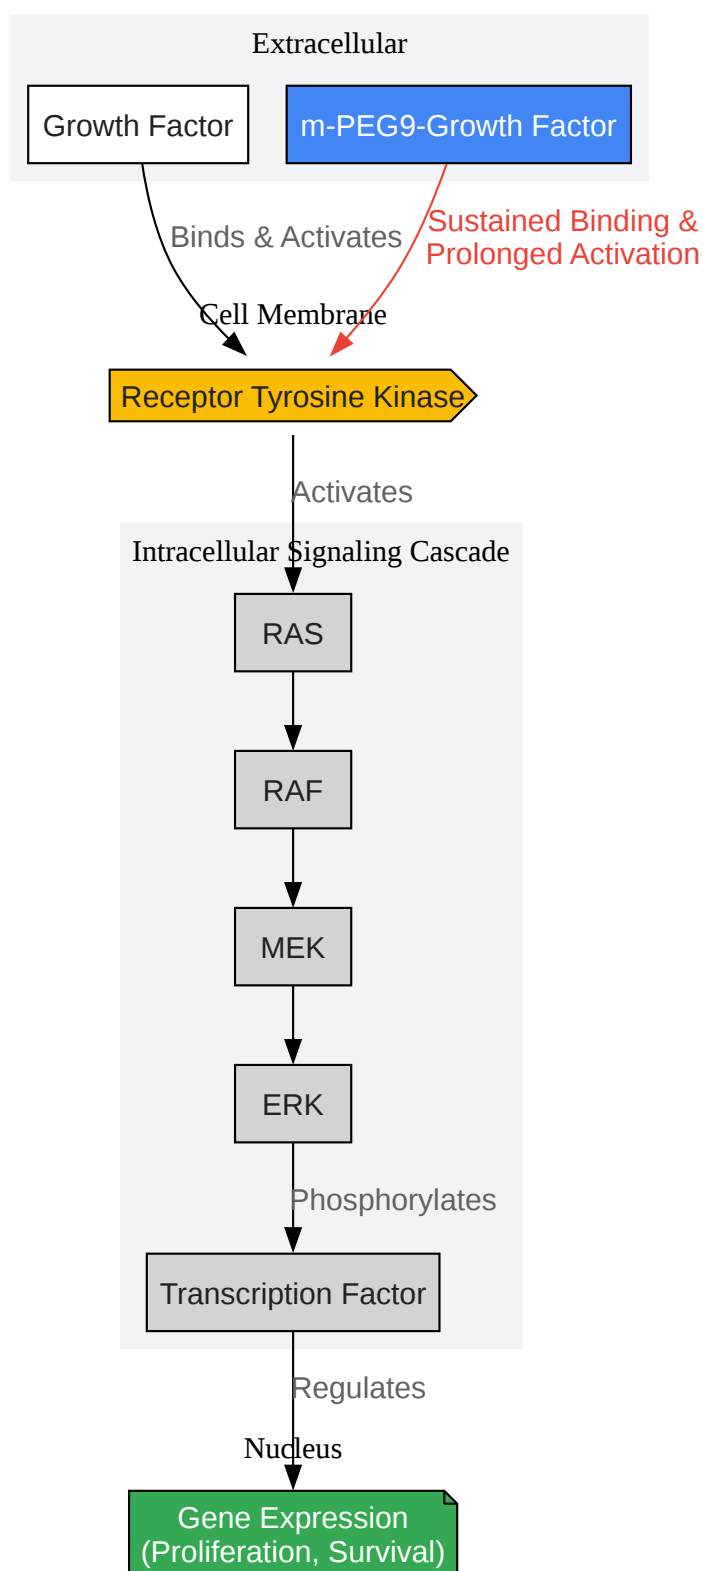 Extracellular
Growth Factor
m-PEG9-Growth Factor
Binds & Activates
Sustained Binding &
Prolonged Activation
Cell Membrane
Receptor Tyrosine Kinase
Activates
Intracellular Signaling Cascade
RAS
RAF
MEK
ERK
Phosphorylates
Transcription Factor
Regulates
Nucleus
Gene Expression
(Proliferation, Survival)